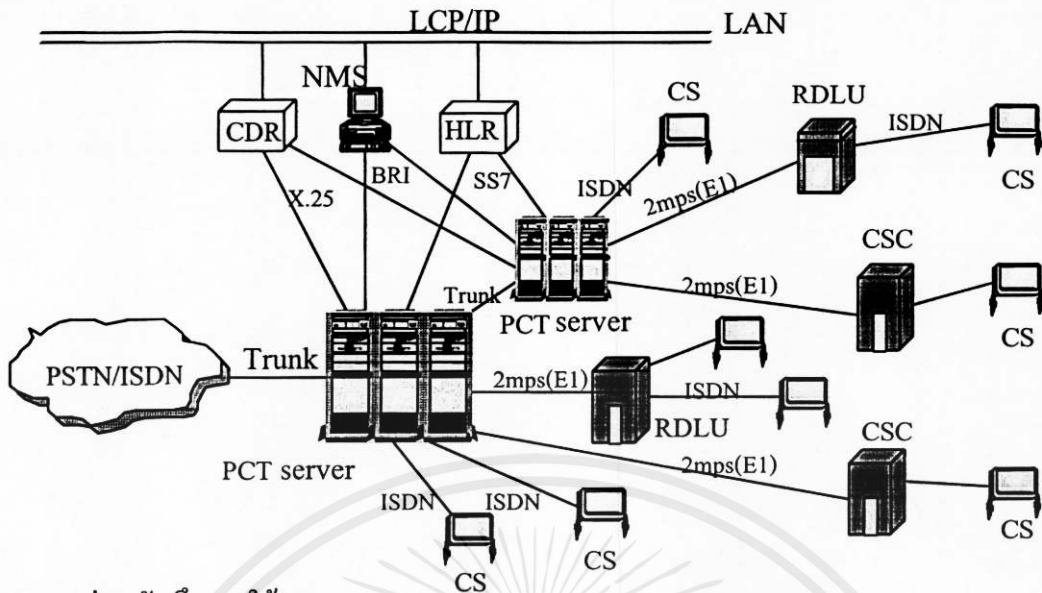 LCP/IP
LAN
NMS
CDR
HLR
CS
RDLU
ISDN
CS
X.25
BRI
SS7
ISDN
2mps(E1)
CSC
2mps(E1)
CS
Trunk
PCT server
PSTN/ISDN
Trunk
2mps(E1)
ISDN
RDLU
CSC
PCT server
2mps(E1)
ISDN
ISDN
CS
CS
CS